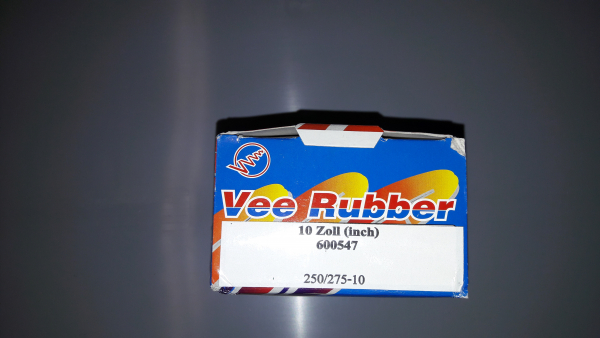 Vee Rubber
10 Zoll (inch)
600547
250/275-10